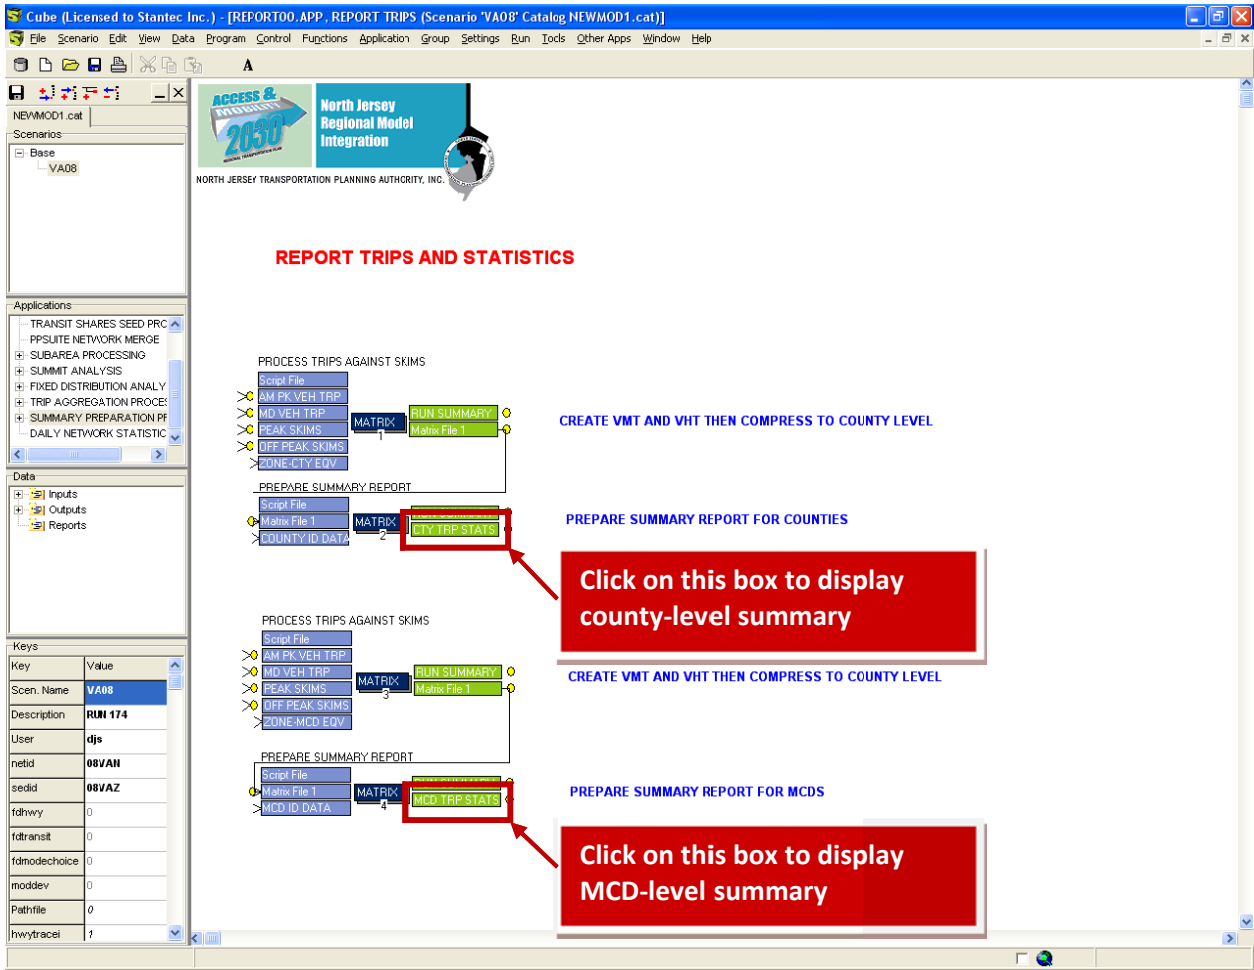 Cube (Licensed to Stantec Inc.) - [REPORT00.APP, REPORT TRIPS (Scenario 'VA08' Catalog NEWMOD1.cat)]
File Scenario Edit View Data Program Control Functions Application Group Settings Run Tools Other Apps Window Help
A
NEWMOD1.cat
Scenarios
Base
VA08
ACCESS &
MOBILITY
2030
REGIONAL TRANSPORTATION PLAN
North Jersey
Regional Model
Integration
NORTH JERSEY TRANSPORTATION PLANNING AUTHORITY, INC.
REPORT TRIPS AND STATISTICS
Applications
TRANSIT SHARES SEED PRC
PPSUITE NETWORK MERGE
SUBAREA PROCESSING
SUMMIT ANALYSIS
FIXED DISTRIBUTION ANALY
TRIP AGGREGATION PROCES
SUMMARY PREPARATION PF
DAILY NETWORK STATISTIC
Data
Inputs
Outputs
Reports
Keys
Key Value
Scen. Name VA08
Description RUN 174
User djs
netid 08VAN
sedid 08VAZ
fdhwy 0
fdtransit 0
fdmodechoice 0
moddev 0
Pathfile 0
hwytracei 1
PROCESS TRIPS AGAINST SKIMS
Script File
AM PK VEH TRP
MD VEH TRP
PEAK SKIMS
OFF PEAK SKIMS
ZONE-CTY EQV
MATRIX
1
RUN SUMMARY
Matrix File 1
CREATE VMT AND VHT THEN COMPRESS TO COUNTY LEVEL
PREPARE SUMMARY REPORT
Script File
Matrix File 1
COUNTY ID DATA
MATRIX
2
RUN SUMMARY
CTY TRP STATS
PREPARE SUMMARY REPORT FOR COUNTIES
Click on this box to display
county-level summary
PROCESS TRIPS AGAINST SKIMS
Script File
AM PK VEH TRP
MD VEH TRP
PEAK SKIMS
OFF PEAK SKIMS
ZONE-MCD EQV
MATRIX
3
RUN SUMMARY
Matrix File 1
CREATE VMT AND VHT THEN COMPRESS TO COUNTY LEVEL
PREPARE SUMMARY REPORT
Script File
Matrix File 1
MCD ID DATA
MATRIX
4
RUN SUMMARY
MCD TRP STATS
PREPARE SUMMARY REPORT FOR MCDS
Click on this box to display
MCD-level summary